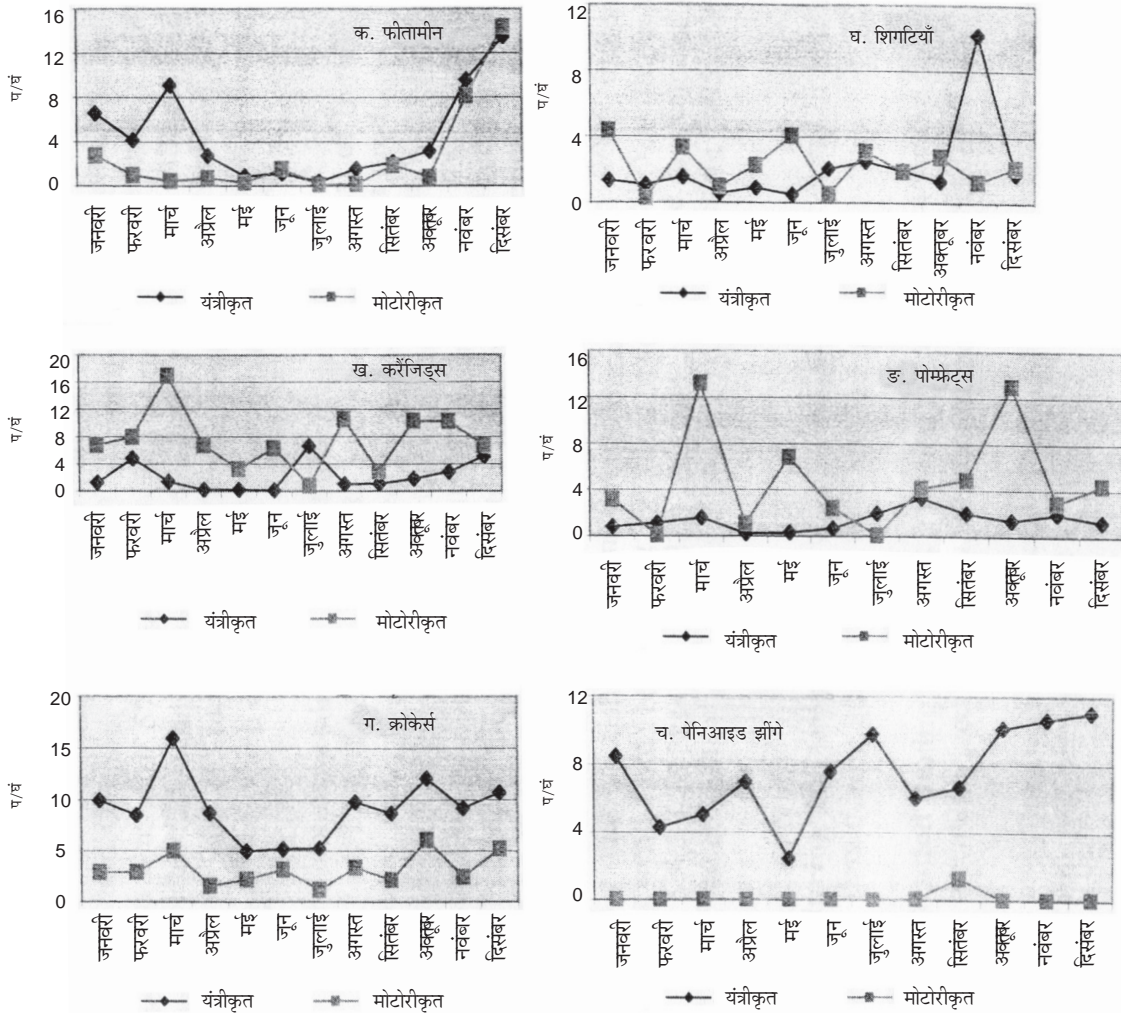 क. फीतामीन
प/घं
16
12
8
4
0
जनवरी फरवरी मार्च अप्रैल मई जून जुलाई अगस्त सितंबर अक्तूबर नवंबर दिसंबर
यंत्रीकृत मोटोरीकृत
घ. शिंगटियाँ
प/घं
12
8
4
0
जनवरी फरवरी मार्च अप्रैल मई जून जुलाई अगस्त सितंबर अक्तूबर नवंबर दिसंबर
यंत्रीकृत मोटोरीकृत
ख. करैंजिड्स
प/घं
20
16
12
8
4
0
जनवरी फरवरी मार्च अप्रैल मई जून जुलाई अगस्त सितंबर अक्तूबर नवंबर दिसंबर
यंत्रीकृत मोटोरीकृत
ङ. पोम्फ्रेट्स
प/घं
16
12
8
4
0
जनवरी फरवरी मार्च अप्रैल मई जून जुलाई अगस्त सितंबर अक्तूबर नवंबर दिसंबर
यंत्रीकृत मोटोरीकृत
ग. क्रोकेर्स
प/घं
20
15
10
5
0
जनवरी फरवरी मार्च अप्रैल मई जून जुलाई अगस्त सितंबर अक्तूबर नवंबर दिसंबर
यंत्रीकृत मोटोरीकृत
च. पेनिआइड झींगे
प/घं
12
8
4
0
जनवरी फरवरी मार्च अप्रैल मई जून जुलाई अगस्त सितंबर अक्तूबर नवंबर दिसंबर
यंत्रीकृत मोटोरीकृत